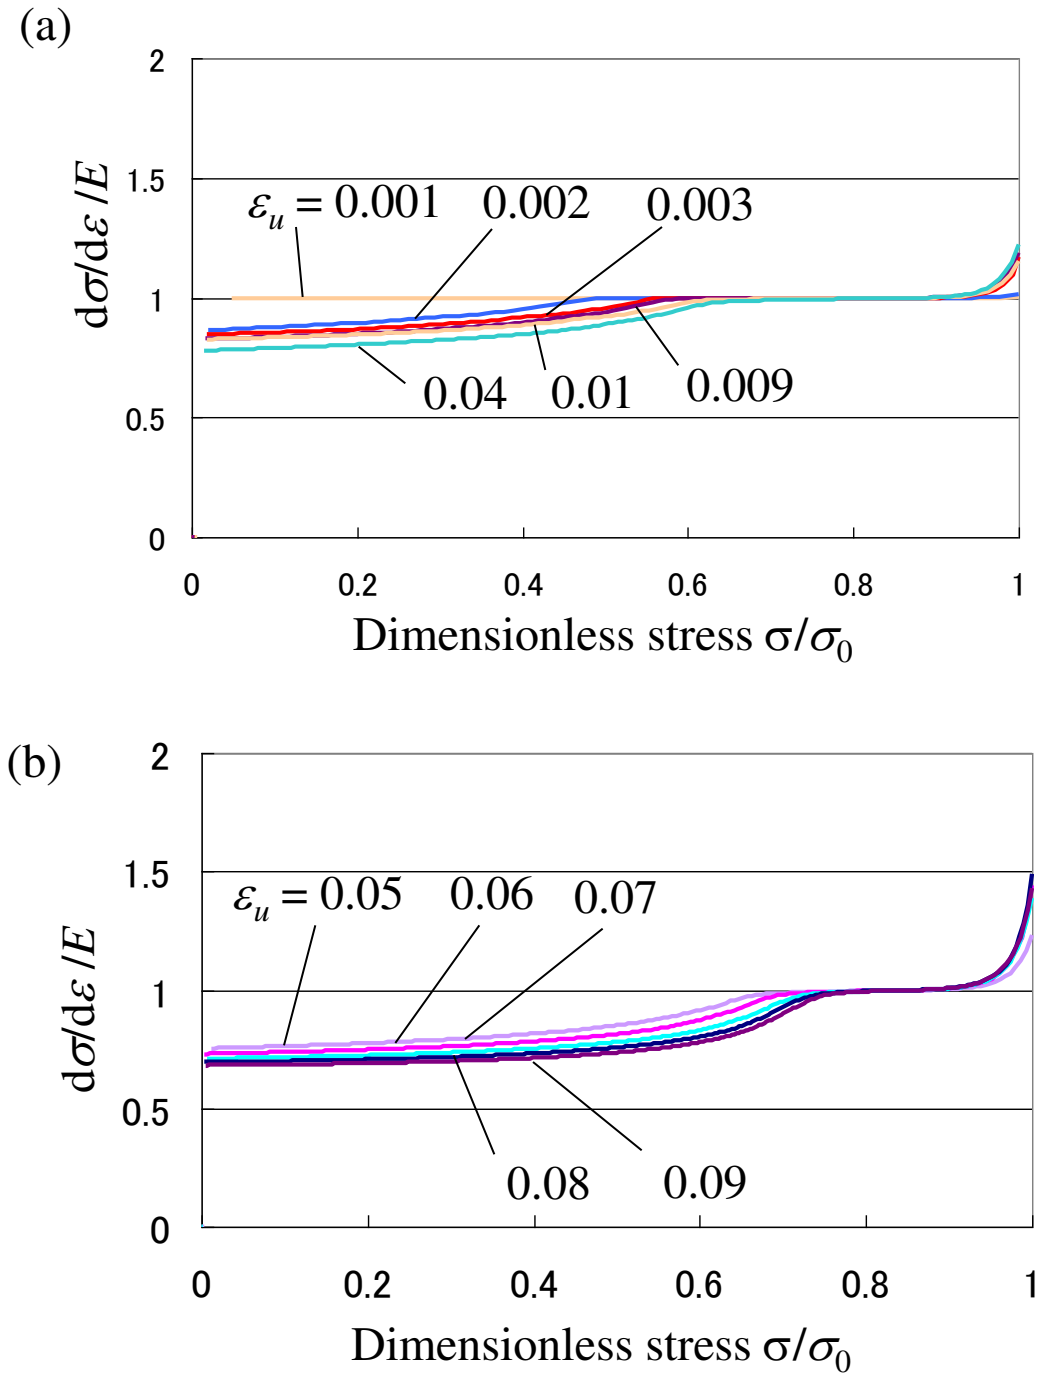 (a)
2
1.5
εu = 0.001 0.002 0.003
1
0.04 0.01 0.009
0.5
0
0 0.2 0.4 0.6 0.8 1
dσ/dε /E
Dimensionless stress σ/σ0
(b)
2
1.5
εu = 0.05 0.06 0.07
1
0.5
0.08 0.09
0
0 0.2 0.4 0.6 0.8 1
dσ/dε /E
Dimensionless stress σ/σ0